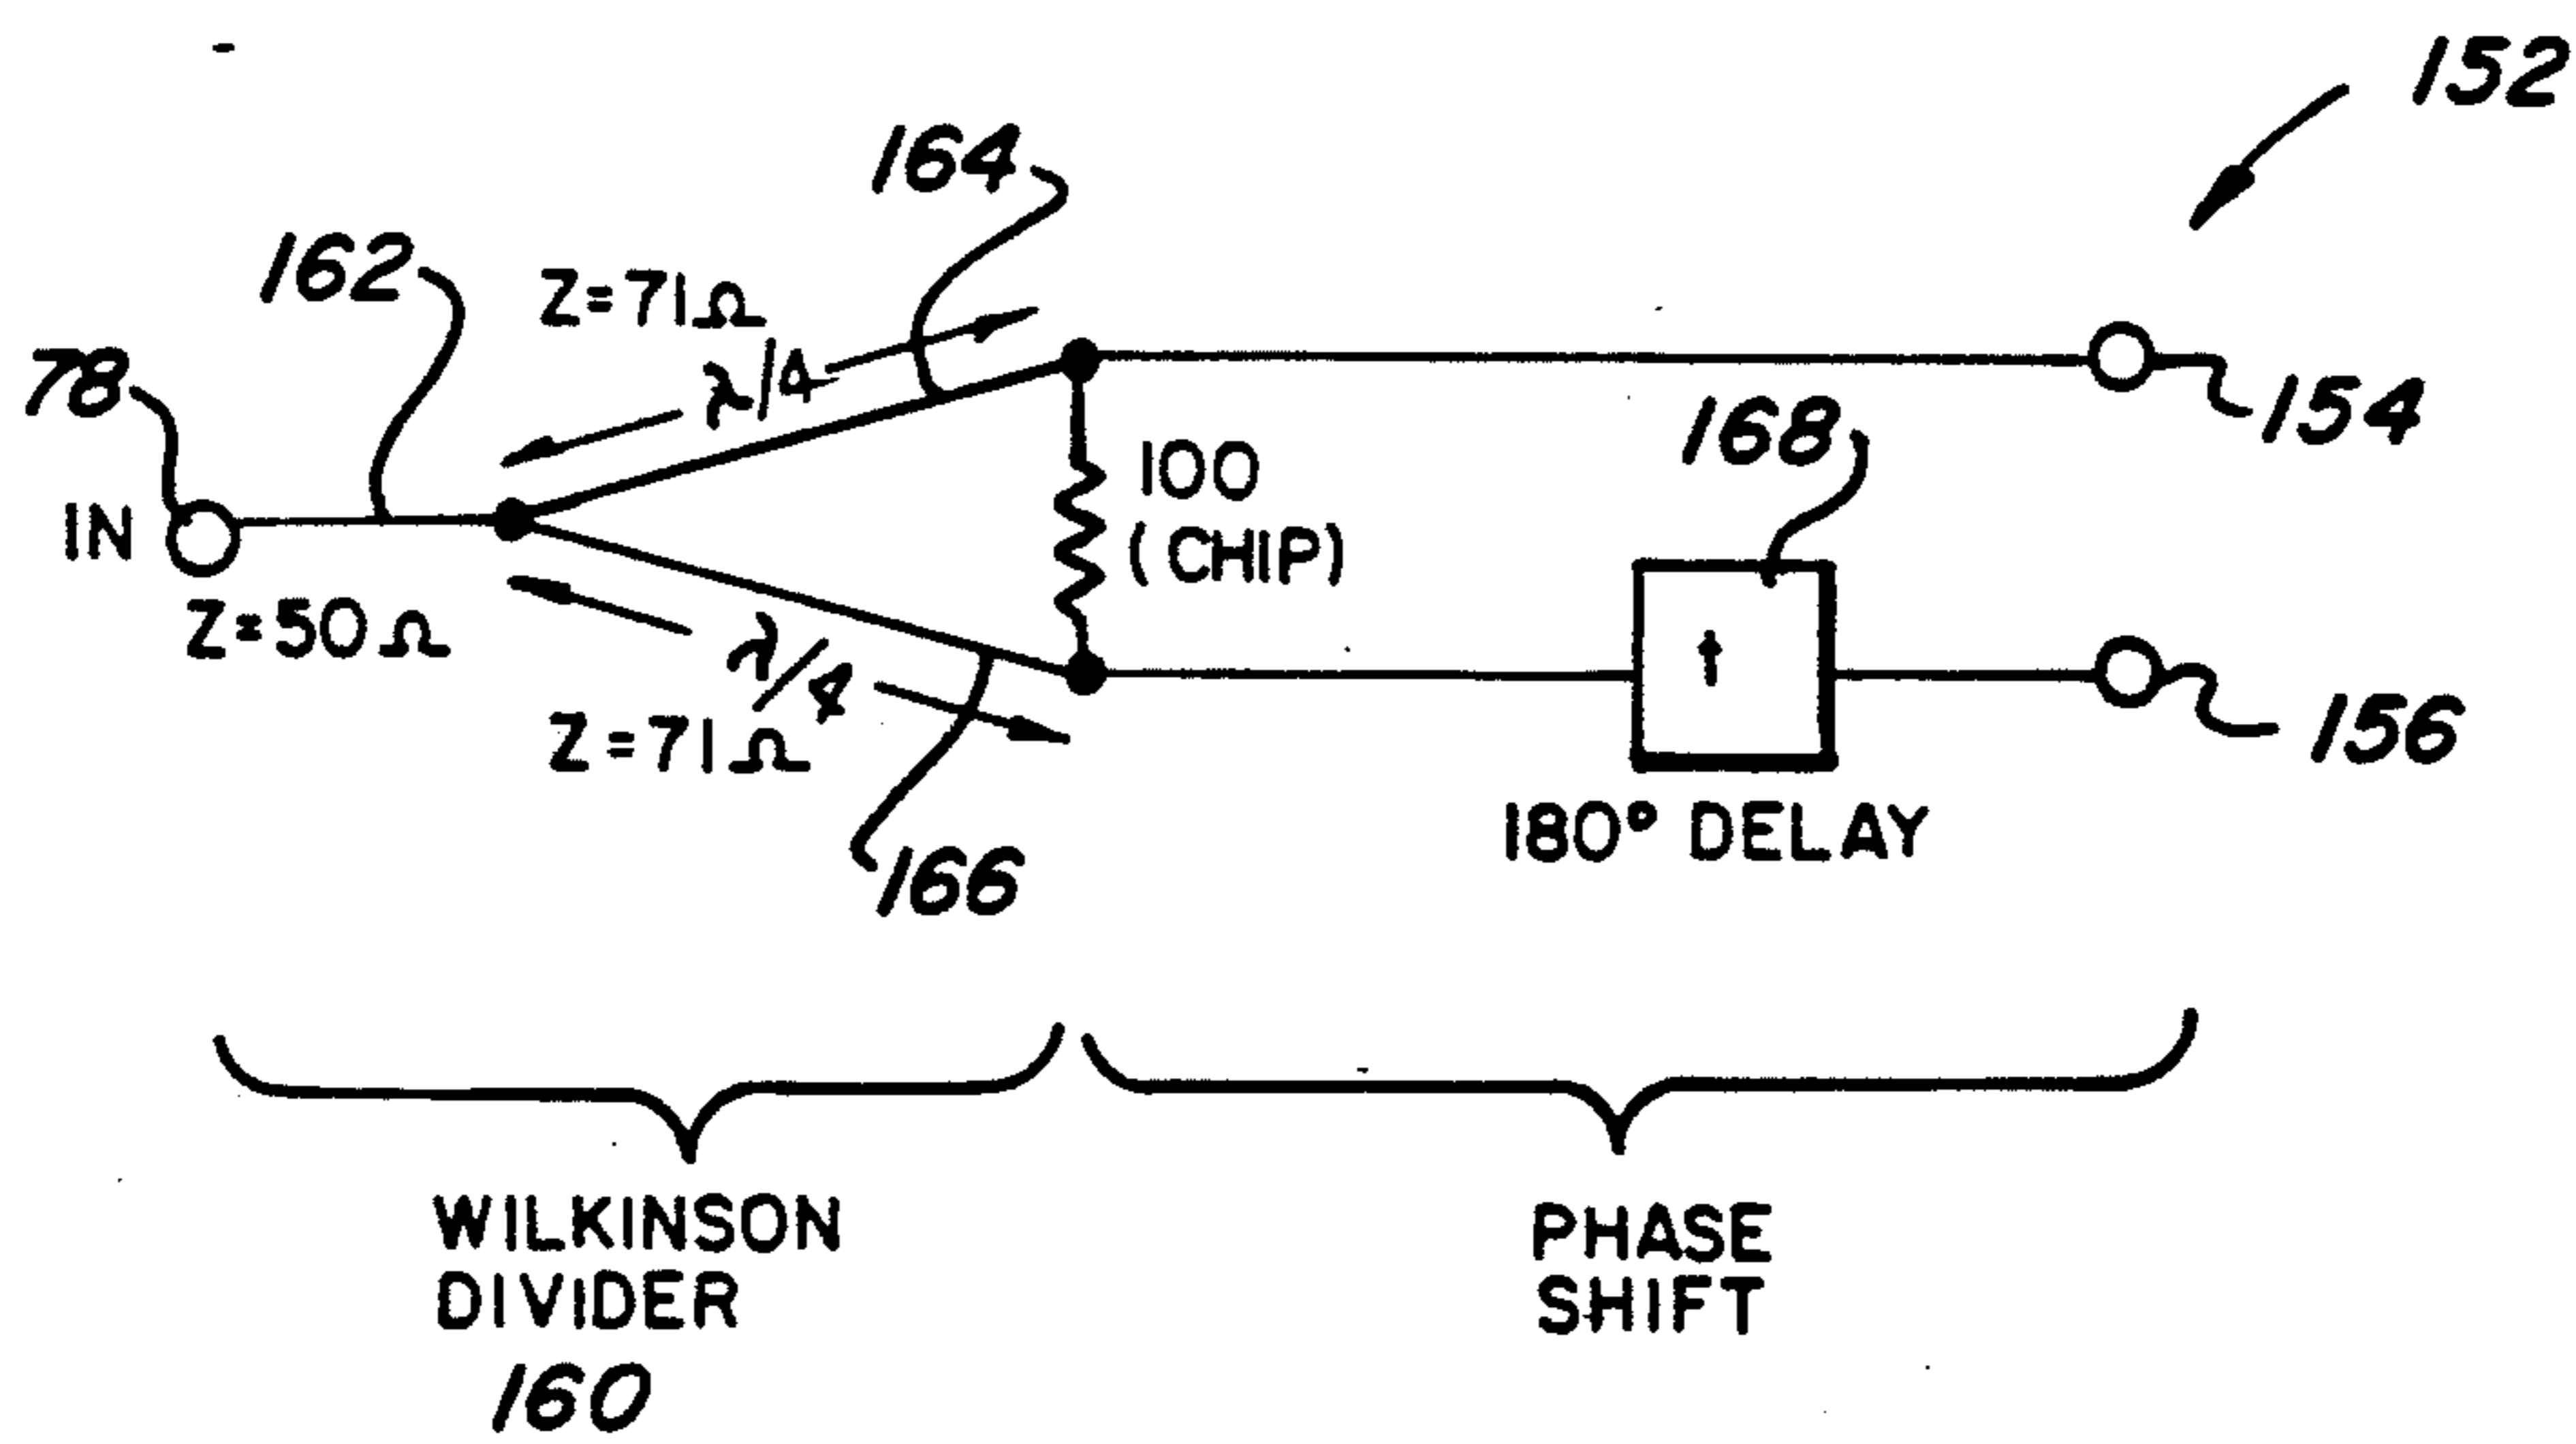 152
164
162
Z=71Ω
λ/4
78
154
168
100
(CHIP)
IN
Z=50Ω
t
λ/4
Z=71Ω
156
180° DELAY
166
WILKINSON
DIVIDER
160
PHASE
SHIFT